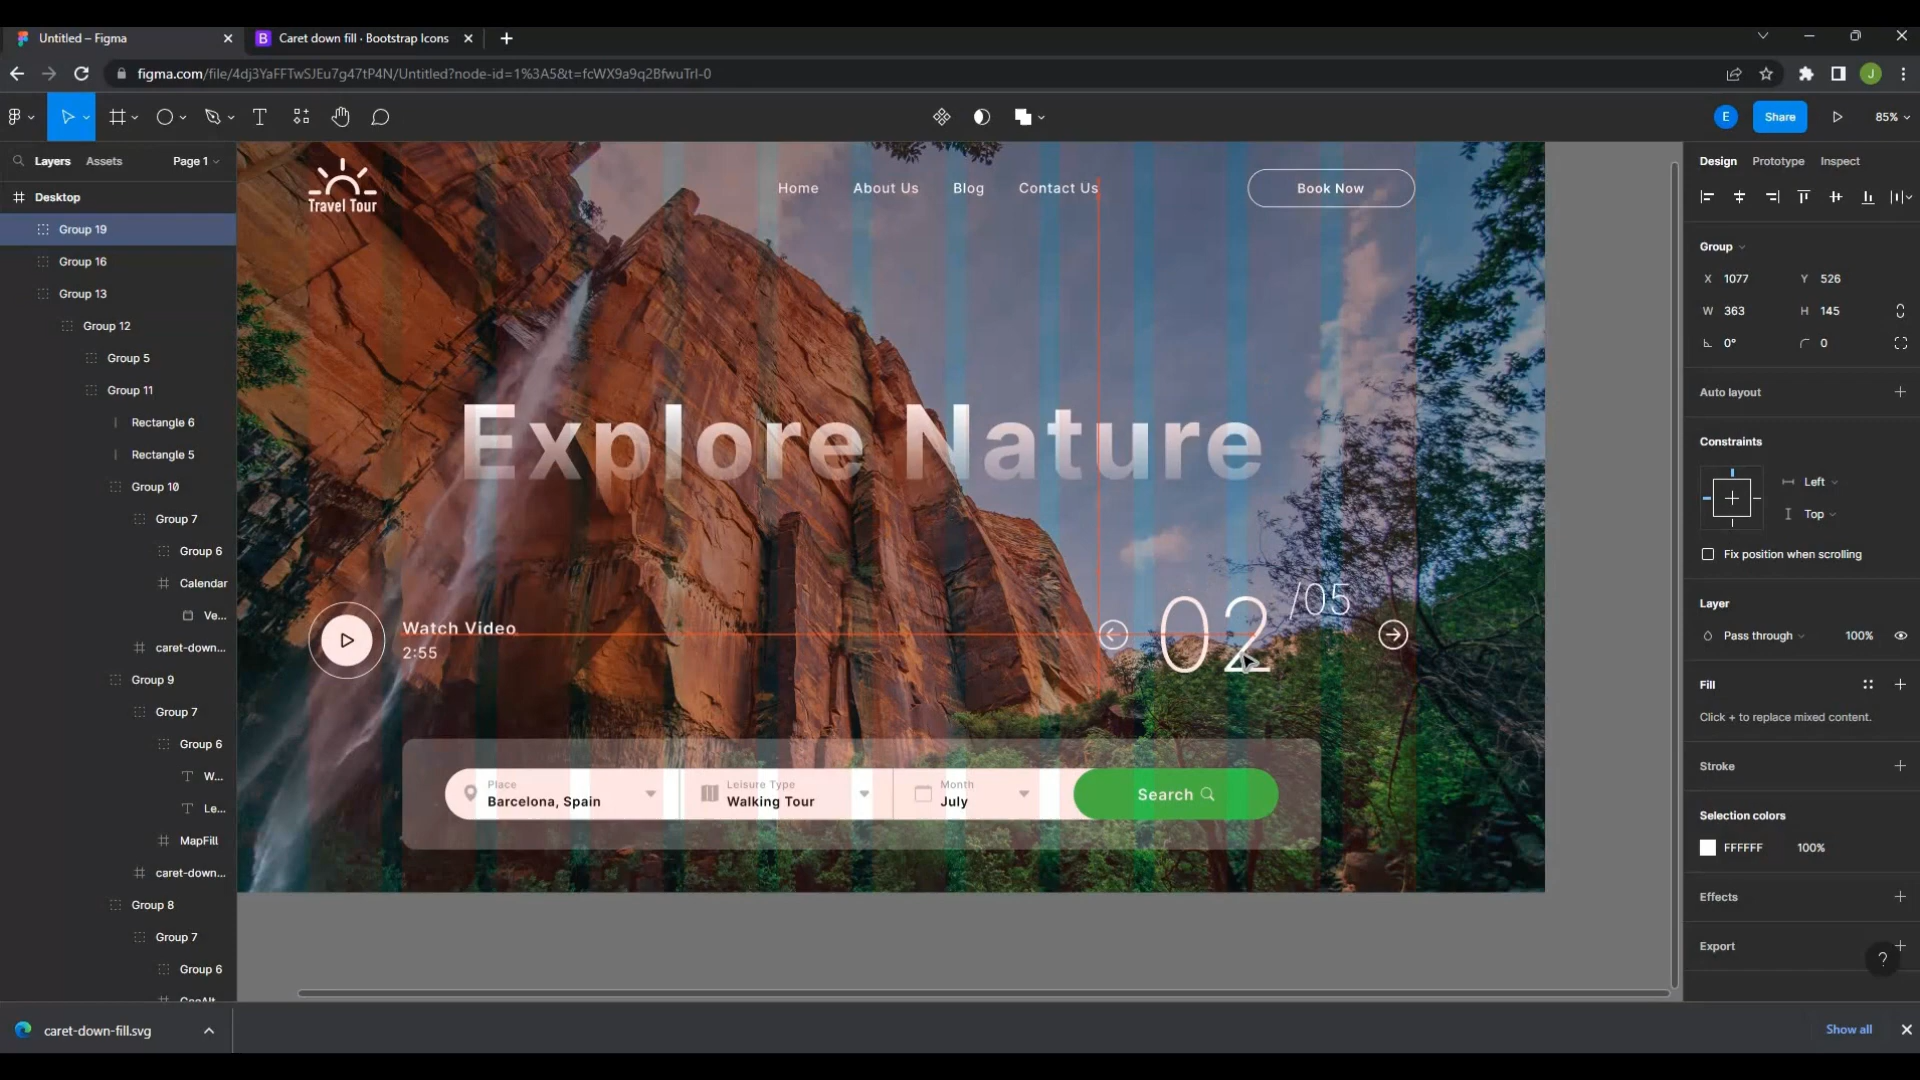 Untitled – Figma
Caret down fill · Bootstrap Icons
figma.com/file/4dj3YaFFTwSJEu7g47tP4N/Untitled?node-id=1%3A5&t=fcWX9a9q2BfwuTrI-0
J
E
Share
85%
Layers
Assets
Page 1
Desktop
Group 19
Group 16
Group 13
Group 12
Group 5
Group 11
Rectangle 6
Rectangle 5
Group 10
Group 7
Group 6
Calendar
Ve...
caret-down...
Group 9
Group 7
Group 6
W...
Le...
MapFill
caret-down...
Group 8
Group 7
Group 6
GeoAlt
Travel Tour
Home
About Us
Blog
Contact Us
Book Now
Explore Nature
Watch Video
2:55
02
/05
Place
Barcelona, Spain
Leisure Type
Walking Tour
Month
July
Search
Design
Prototype
Inspect
Group
X 1077
Y 526
W 363
H 145
0°
0
Auto layout
Constraints
Left
Top
Fix position when scrolling
Layer
Pass through
100%
Fill
Click + to replace mixed content.
Stroke
Selection colors
FFFFFF
100%
Effects
Export
?
caret-down-fill.svg
Show all